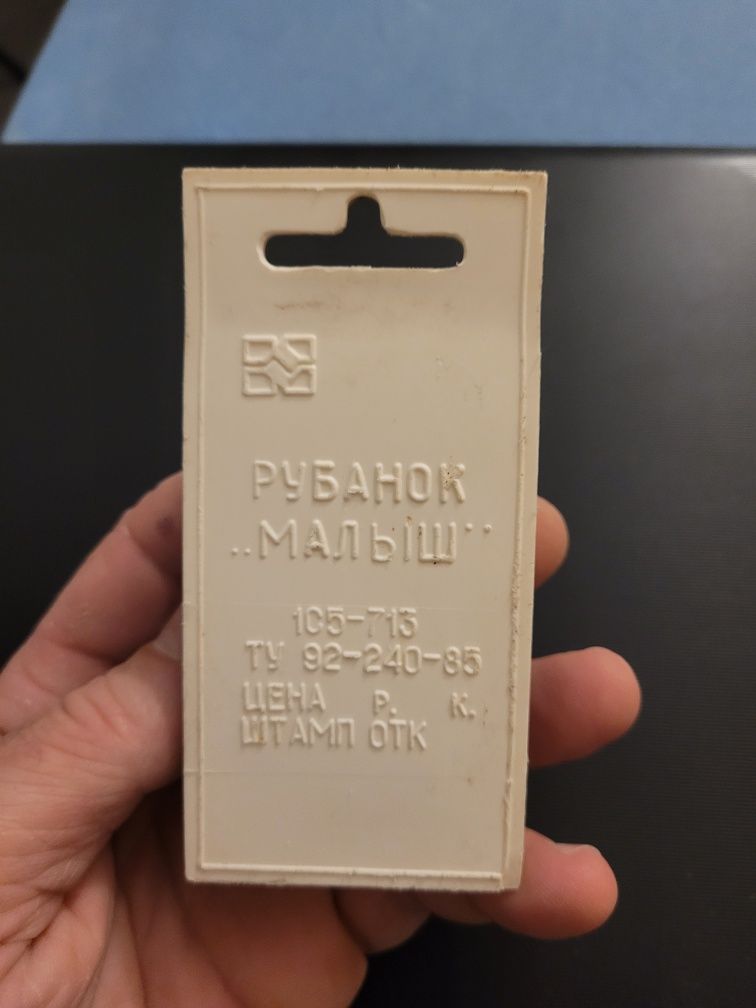 РУБАНОК
„МАЛЫШ”
1С5-713
ТУ 92-240-85
ЦЕНА Р. К.
ШТАМП ОТК